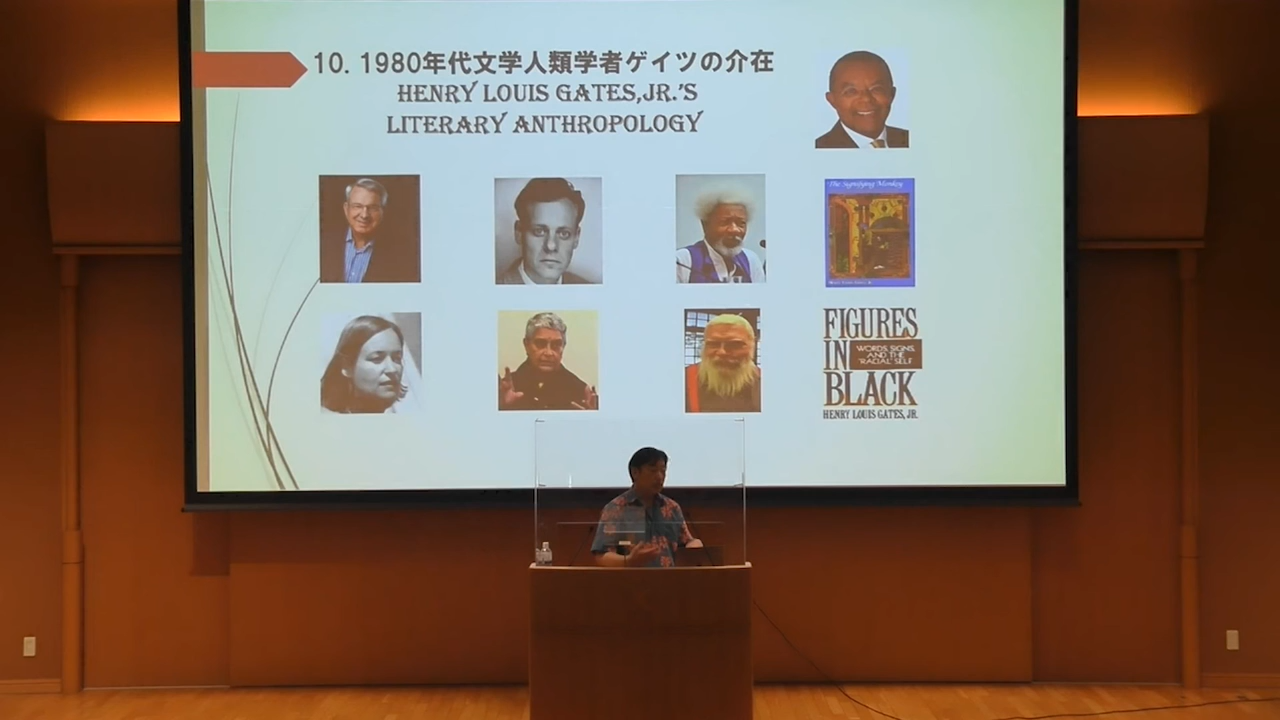 10. 1980年代文学人類学者ゲイツの介在
HENRY LOUIS GATES,JR.'S
LITERARY ANTHROPOLOGY
The Signifying Monkey
FIGURES
IN
WORDS, SIGNS,
AND THE
"RACIAL" SELF
BLACK
HENRY LOUIS GATES, JR.